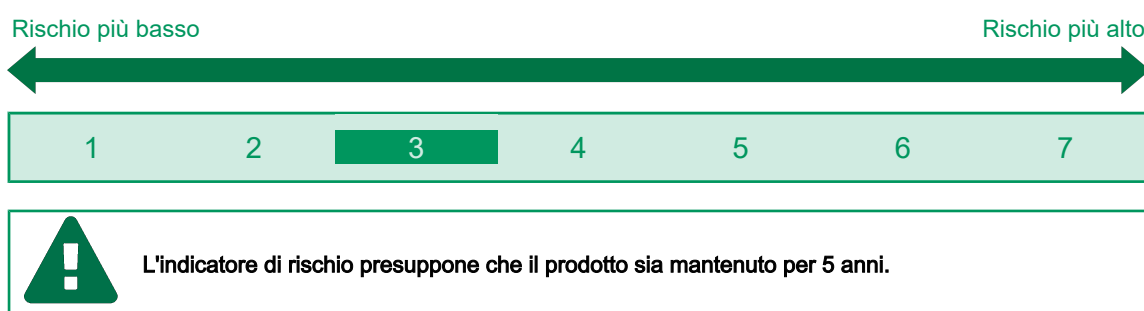 Rischio più basso Rischio più alto
1 2 3 4 5 6 7
L'indicatore di rischio presuppone che il prodotto sia mantenuto per 5 anni.